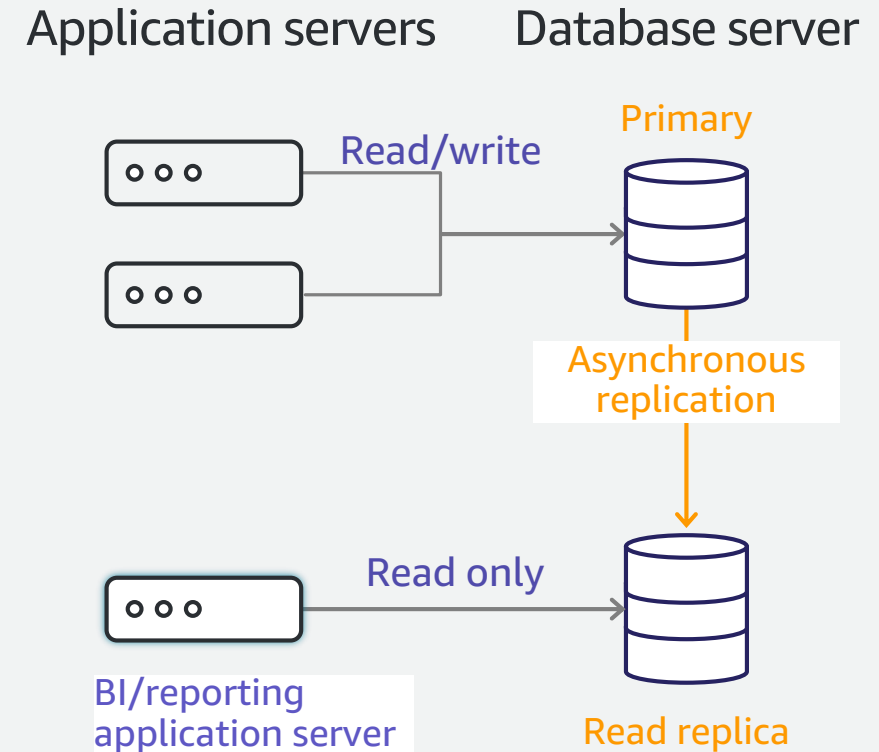 Application servers
Database server
Primary
Read/write
Asynchronous
replication
Read only
BI/reporting
application server
Read replica